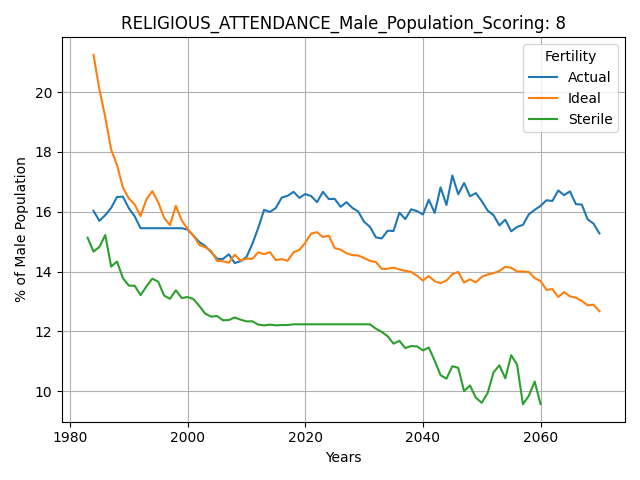 RELIGIOUS_ATTENDANCE_Male_Population_Scoring: 8
Fertility
Actual
Ideal
Sterile
% of Male Population
20
18
16
14
12
10
1980
2000
2020
2040
2060
Years